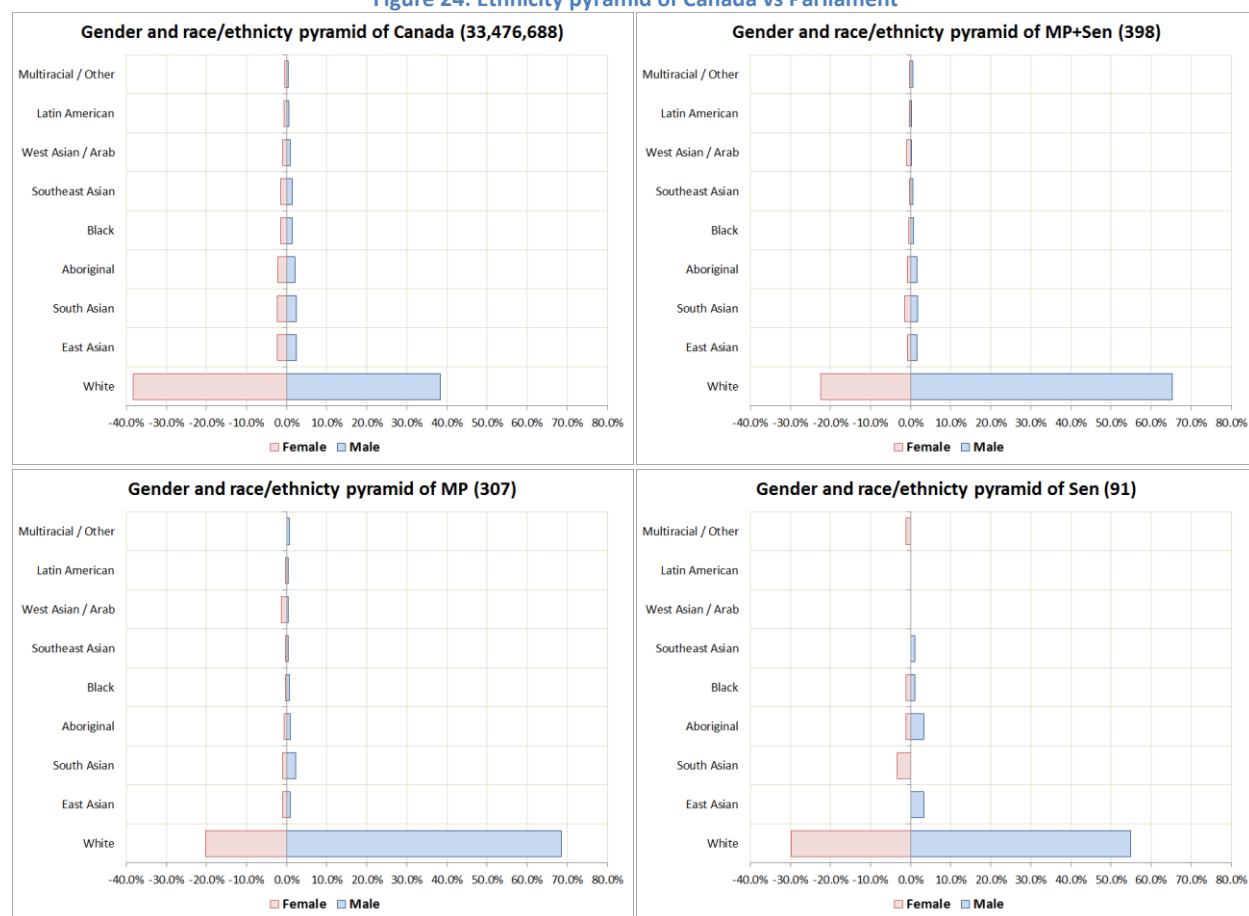 Figure 24: Ethnicity pyramid of Canada vs Parliament
Gender and race/ethnicty pyramid of Canada (33,476,688)
Multiracial / Other
Latin American
West Asian / Arab
Southeast Asian
Black
Aboriginal
South Asian
East Asian
White
-40.0% -30.0% -20.0% -10.0% 0.0% 10.0% 20.0% 30.0% 40.0% 50.0% 60.0% 70.0% 80.0%
Female Male
Gender and race/ethnicty pyramid of MP+Sen (398)
Multiracial / Other
Latin American
West Asian / Arab
Southeast Asian
Black
Aboriginal
South Asian
East Asian
White
-40.0% -30.0% -20.0% -10.0% 0.0% 10.0% 20.0% 30.0% 40.0% 50.0% 60.0% 70.0% 80.0%
Female Male
Gender and race/ethnicty pyramid of MP (307)
Multiracial / Other
Latin American
West Asian / Arab
Southeast Asian
Black
Aboriginal
South Asian
East Asian
White
-40.0% -30.0% -20.0% -10.0% 0.0% 10.0% 20.0% 30.0% 40.0% 50.0% 60.0% 70.0% 80.0%
Female Male
Gender and race/ethnicty pyramid of Sen (91)
Multiracial / Other
Latin American
West Asian / Arab
Southeast Asian
Black
Aboriginal
South Asian
East Asian
White
-40.0% -30.0% -20.0% -10.0% 0.0% 10.0% 20.0% 30.0% 40.0% 50.0% 60.0% 70.0% 80.0%
Female Male